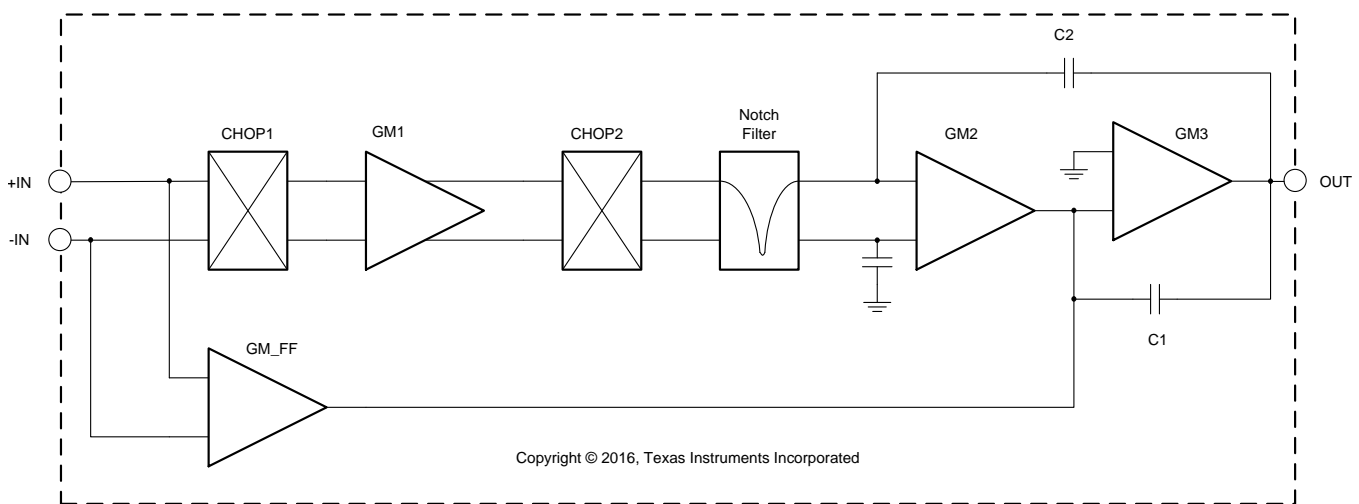 C2
Notch
Filter
CHOP1
GM1
CHOP2
GM2
GM3
+IN
OUT
-IN
C1
GM_FF
Copyright © 2016, Texas Instruments Incorporated